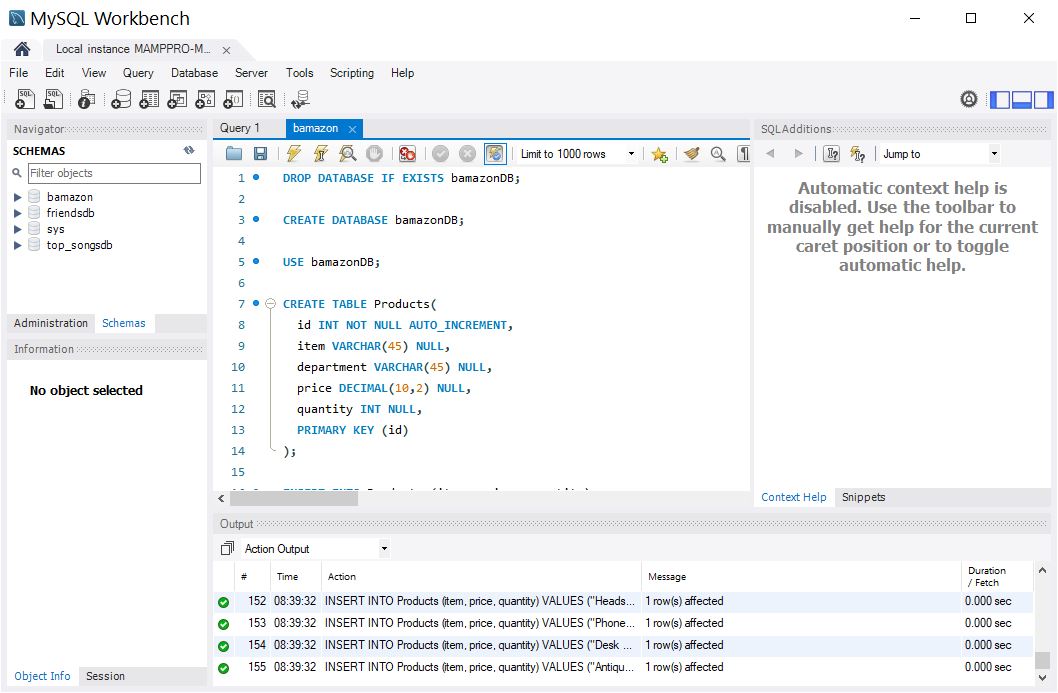 MySQL Workbench
Local instance MAMPPRO-M...
File Edit View Query Database Server Tools Scripting Help
Navigator
SCHEMAS
Filter objects
bamazon
friendsdb
sys
top_songsdb
Administration Schemas
Information
No object selected
Object Info Session
Query 1 bamazon
Limit to 1000 rows
1 DROP DATABASE IF EXISTS bamazonDB;
2
3 CREATE DATABASE bamazonDB;
4
5 USE bamazonDB;
6
7 CREATE TABLE Products(
8 id INT NOT NULL AUTO_INCREMENT,
9 item VARCHAR(45) NULL,
10 department VARCHAR(45) NULL,
11 price DECIMAL(10,2) NULL,
12 quantity INT NULL,
13 PRIMARY KEY (id)
14 );
15
SQLAdditions
Jump to
Automatic context help is
disabled. Use the toolbar to
manually get help for the current
caret position or to toggle
automatic help.
Context Help Snippets
Output
Action Output
# Time Action Message Duration / Fetch
152 08:39:32 INSERT INTO Products (item, price, quantity) VALUES ("Heads... 1 row(s) affected 0.000 sec
153 08:39:32 INSERT INTO Products (item, price, quantity) VALUES ("Phone... 1 row(s) affected 0.000 sec
154 08:39:32 INSERT INTO Products (item, price, quantity) VALUES ("Desk ... 1 row(s) affected 0.000 sec
155 08:39:32 INSERT INTO Products (item, price, quantity) VALUES ("Antiqu... 1 row(s) affected 0.000 sec